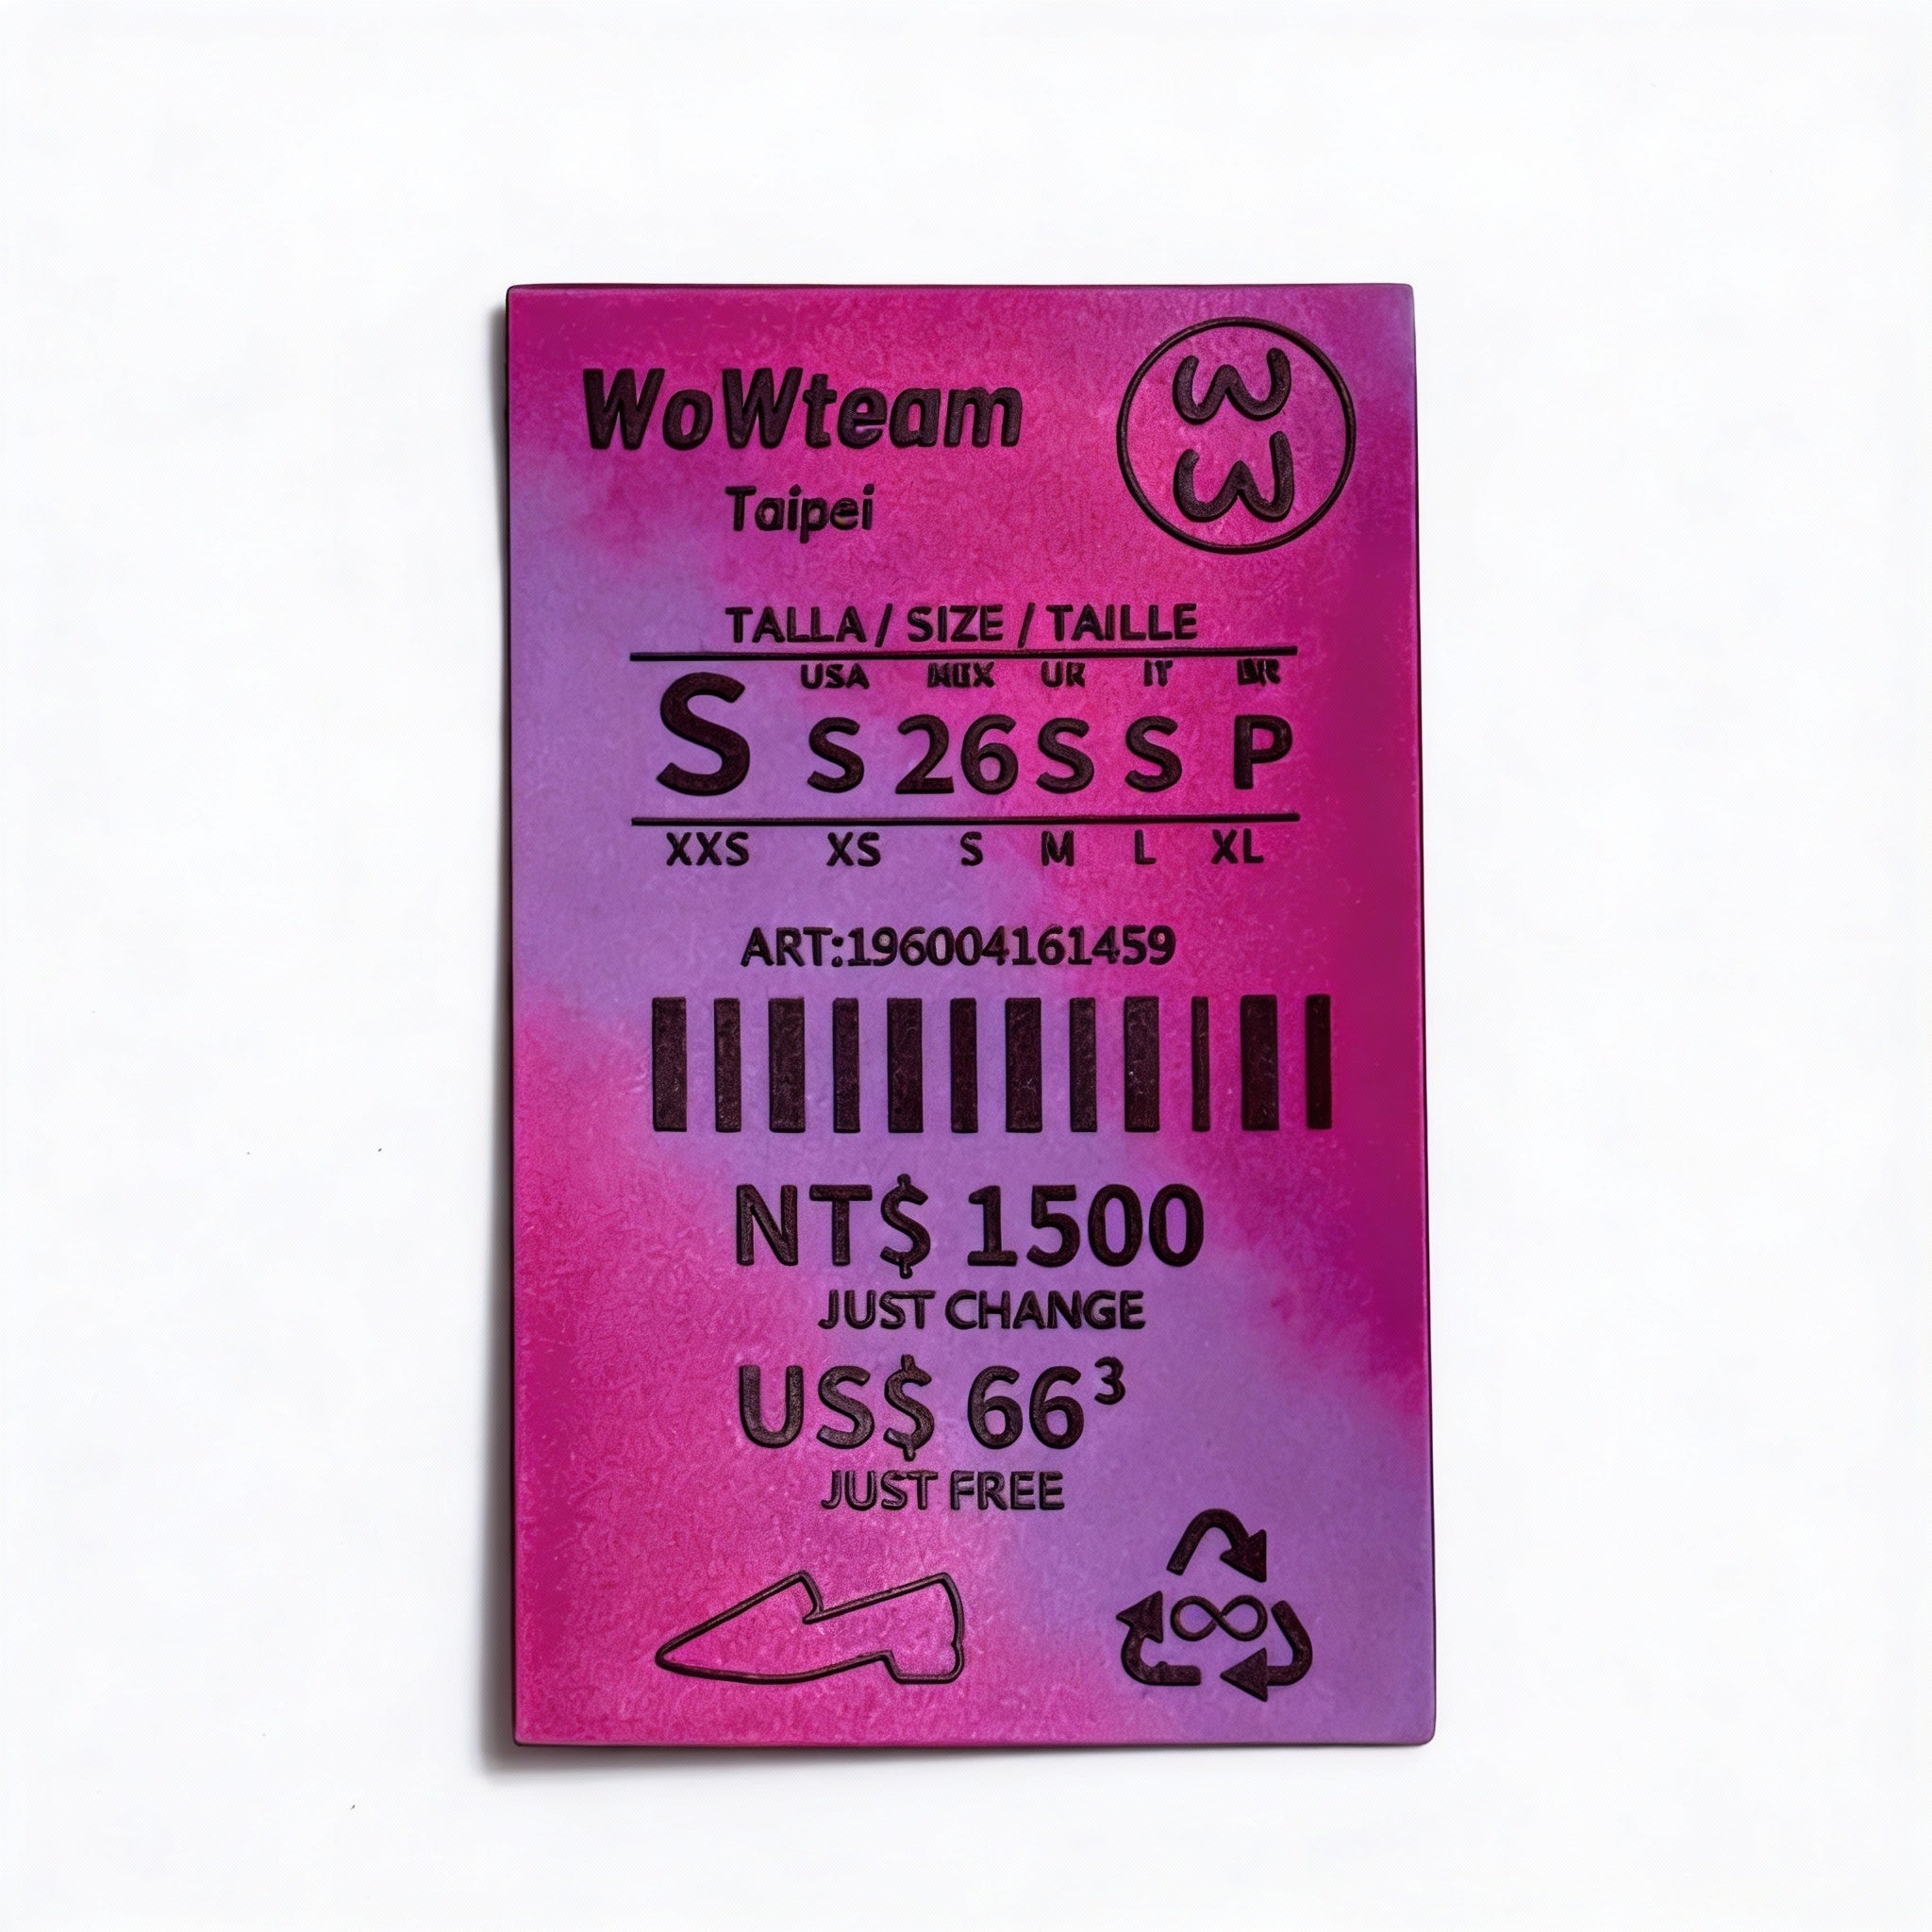 WoWteam
Taipei
TALLA / SIZE / TAILLE
USA UR IT
S S 26 S S P
XXS XS S M L XL
ART:196004161459
NT$ 1500
JUST CHANGE
US$ 66³
JUST FREE